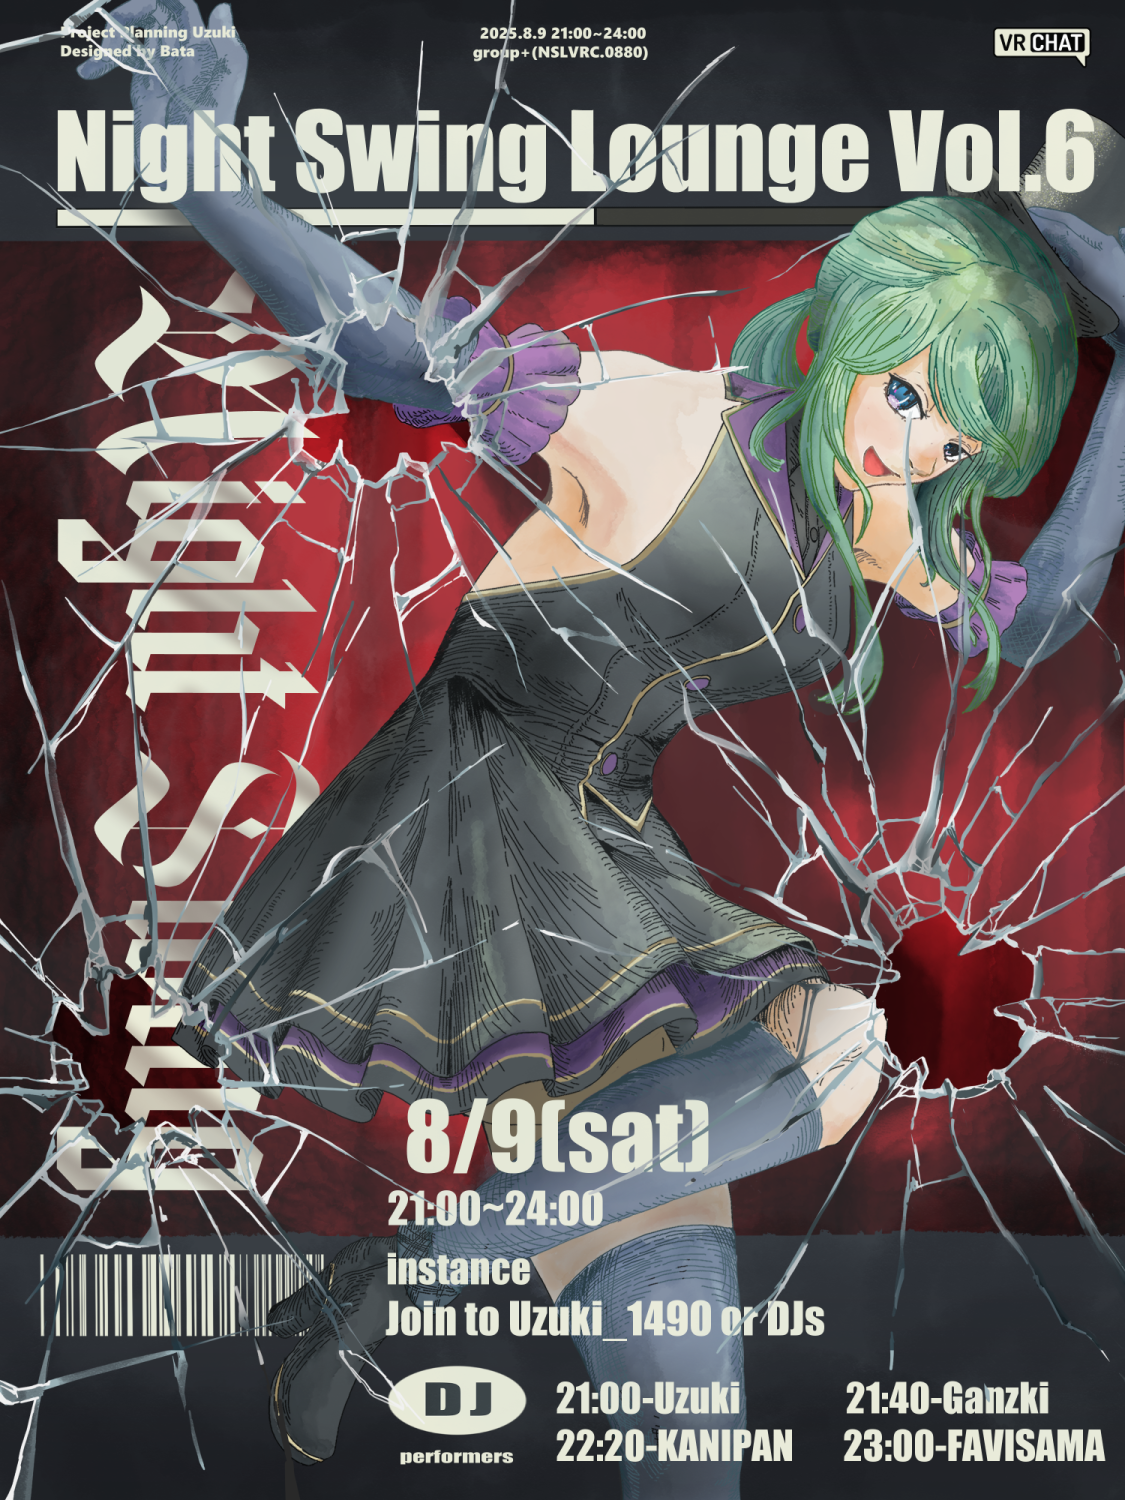 Project Planning Uzuki
Designed by Bata
2025.8.9 21:00~24:00
group+(NSLVRC.0880)
VRCHAT
Night Swing Lounge Vol.6
Night Swing
8/9(sat)
21:00~24:00
instance
Join to Uzuki_1490 or DJs
DJ
performers
21:00-Uzuki
21:40-Ganzki
22:20-KANIPAN
23:00-FAVISAMA